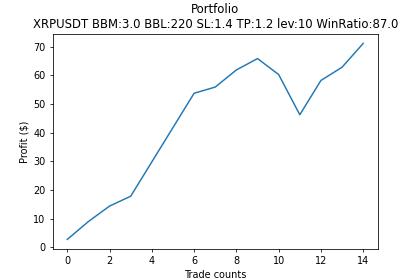 Portfolio
XRPUSDT BBM:3.0 BBL:220 SL:1.4 TP:1.2 lev:10 WinRatio:87.0
70
60
50
40
30
20
10
0
Profit ($)
0 2 4 6 8 10 12 14
Trade counts